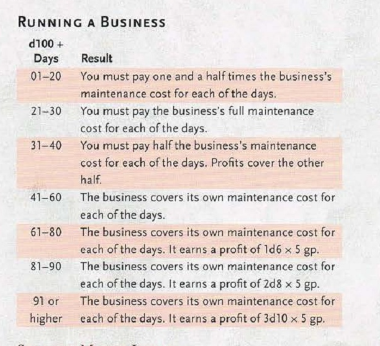 RUNNING A BUSINESS
d100 +
Days Result
01–20 You must pay one and a half times the business's
maintenance cost for each of the days.
21–30 You must pay the business's full maintenance
cost for each of the days.
31–40 You must pay half the business's maintenance
cost for each of the days. Profits cover the other
half.
41–60 The business covers its own maintenance cost for
each of the days.
61–80 The business covers its own maintenance cost for
each of the days. It earns a profit of 1d6 × 5 gp.
81–90 The business covers its own maintenance cost for
each of the days. It earns a profit of 2d8 × 5 gp.
91 or The business covers its own maintenance cost for
higher each of the days. It earns a profit of 3d10 × 5 gp.